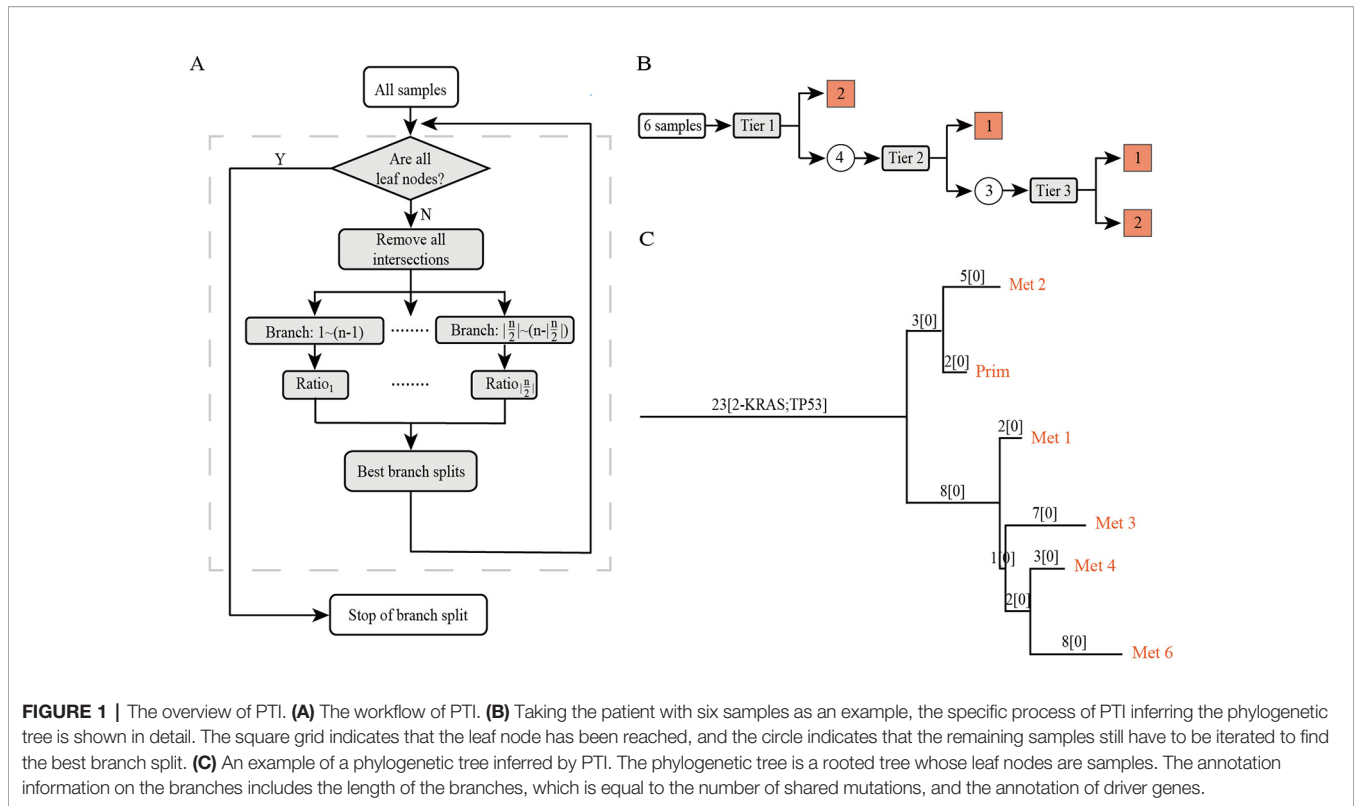 A
All samples
Y
Are all
leaf nodes?
N
Remove all
intersections
Branch: 1~(n-1)
........
Branch: |n/2|~(n-|n/2|)
Ratio1
........
Ratio|n/2|
Best branch splits
Stop of branch split
B
6 samples
Tier 1
2
4
Tier 2
1
3
Tier 3
1
2
C
5[0]
Met 2
3[0]
2[0]
Prim
23[2-KRAS;TP53]
2[0]
Met 1
8[0]
7[0]
Met 3
1[0]
3[0]
Met 4
2[0]
8[0]
Met 6
FIGURE 1 | The overview of PTI. (A) The workflow of PTI. (B) Taking the patient with six samples as an example, the specific process of PTI inferring the phylogenetic
tree is shown in detail. The square grid indicates that the leaf node has been reached, and the circle indicates that the remaining samples still have to be iterated to find
the best branch split. (C) An example of a phylogenetic tree inferred by PTI. The phylogenetic tree is a rooted tree whose leaf nodes are samples. The annotation
information on the branches includes the length of the branches, which is equal to the number of shared mutations, and the annotation of driver genes.